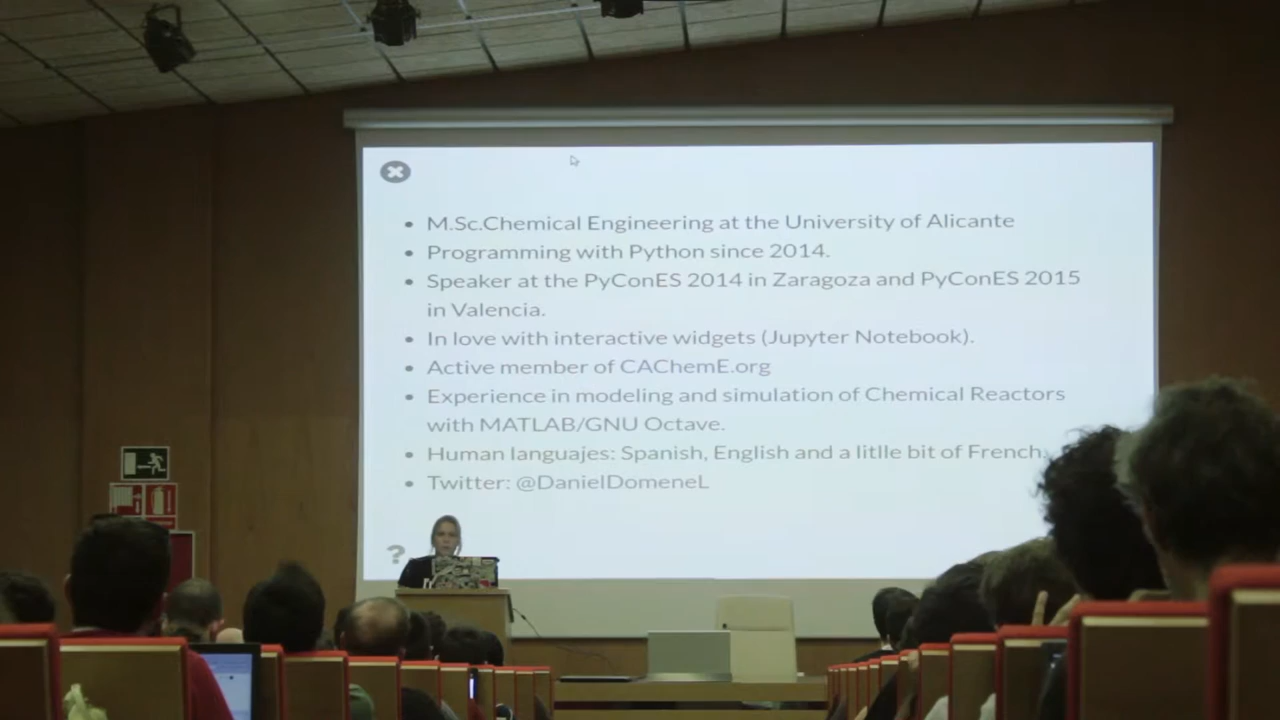 M.Sc.Chemical Engineering at the University of Alicante
Programming with Python since 2014.
Speaker at the PyConES 2014 in Zaragoza and PyConES 2015
in Valencia.
In love with interactive widgets (Jupyter Notebook).
Active member of CAChemE.org
Experience in modeling and simulation of Chemical Reactors
with MATLAB/GNU Octave.
Human languajes: Spanish, English and a litlle bit of French.
Twitter: @DanielDomeneL
?